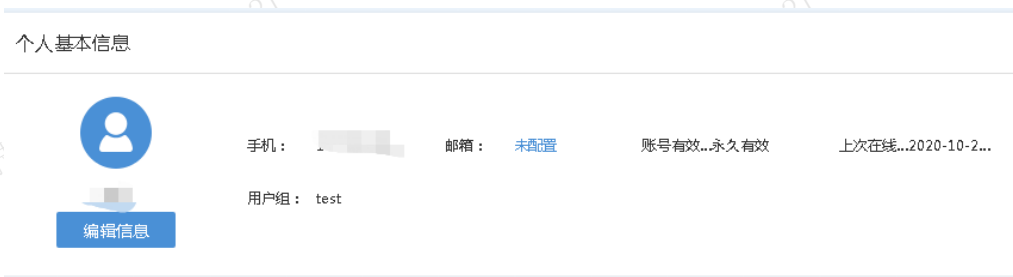 个人基本信息
手机： 邮箱： 未配置 账号有效...永久有效 上次在线...2020-10-2...
用户组： test
编辑信息